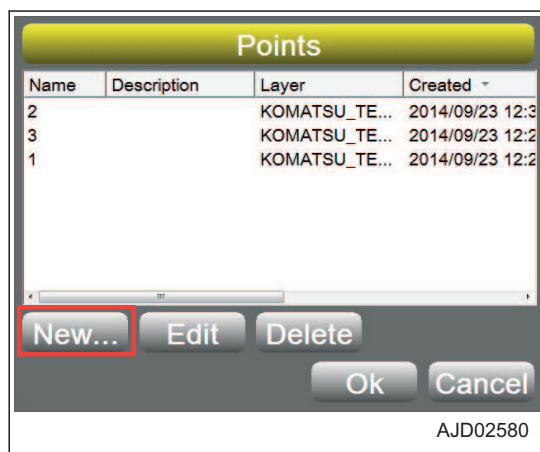 Points
Name Description Layer Created
2 KOMATSU_TE... 2014/09/23 12:3
3 KOMATSU_TE... 2014/09/23 12:2
1 KOMATSU_TE... 2014/09/23 12:2
New... Edit Delete
Ok Cancel
AJD02580